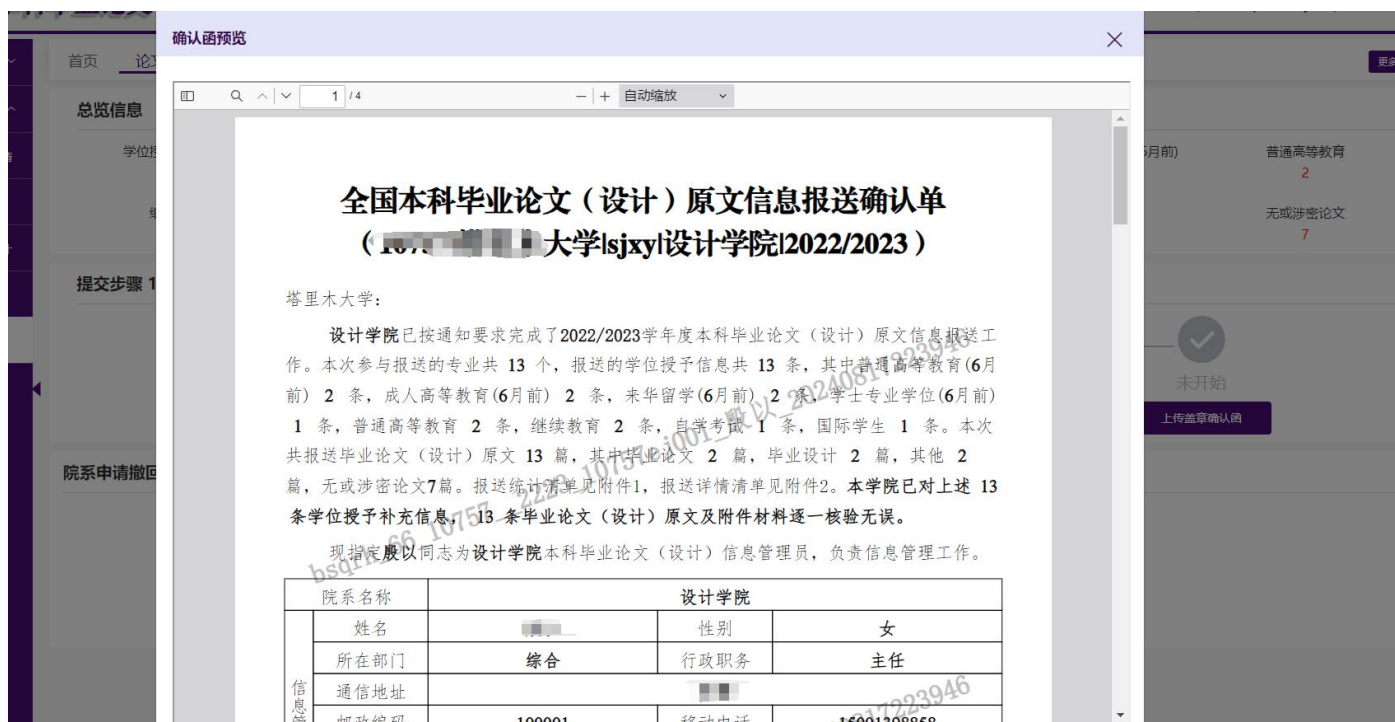 确认函预览
首页
更多
总览信息
1 / 4
自动缩放
普通高等教育
2
无或涉密论文
7
全国本科毕业论文（设计）原文信息报送确认单
大学|sjxy|设计学院|2022/2023）
提交步骤 1
塔里木大学：
设计学院已按通知要求完成了2022/2023学年度本科毕业论文（设计）原文信息报送工
作。本次参与报送的专业共 13 个，报送的学位授予信息共 13 条，其中普通高等教育(6月
前) 2 条，成人高等教育(6月前) 2 条，来华留学(6月前) 2 条，学士专业学位(6月前)
1 条，普通高等教育 2 条，继续教育 2 条，自学考试 1 条，国际学生 1 条。本次
共报送毕业论文（设计）原文 13 篇，其中毕业论文 2 篇，毕业设计 2 篇，其他 2
篇，无或涉密论文7篇。报送统计清单见附件1，报送详情清单见附件2。本学院已对上述 13
条学位授予补充信息， 13 条毕业论文（设计）原文及附件材料逐一核验无误。
现指定殷以同志为设计学院本科毕业论文（设计）信息管理员，负责信息管理工作。
未开始
上传盖章确认函
院系申请撤回
院系名称 设计学院
姓名 性别 女
所在部门 综合 行政职务 主任
通信地址
信息